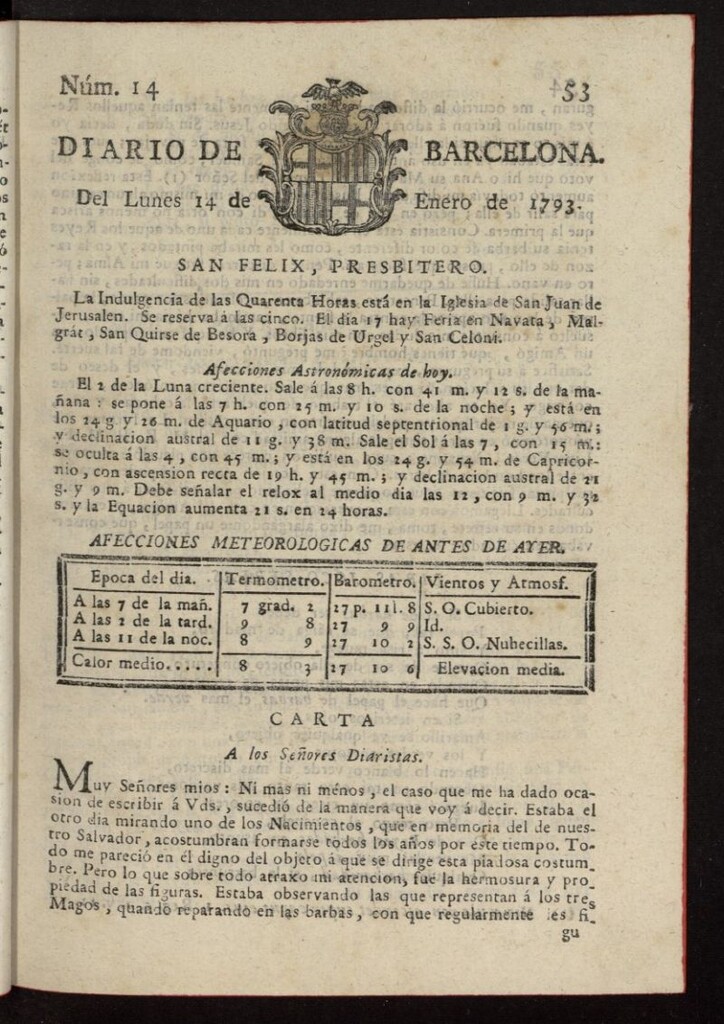 Núm. 14 53
DIARIO DE BARCELONA.
Del Lunes 14 de Enero de 1793.
SAN FELIX, PRESBITERO.
La Indulgencia de las Quarenta Horas está en la Iglesia de San Juan de
Jerusalen. Se reserva á las cinco. El dia 17 hay Feria en Navata, Mal-
grát, San Quirse de Besora, Borjas de Urgel y San Celoni.
Afecciones Astronómicas de hoy.
El 2 de la Luna creciente. Sale á las 8 h. con 41 m. y 12 s. de la ma-
ñana: se pone á las 7 h. con 25 m. y 10 s. de la noche; y está en
los 24 g y 26 m. de Aquario, con latitud septentrional de 1 g. y 56 m.;
y declinacion austral de 11 g. y 38 m. Sale el Sol á las 7, con 15 m.:
se oculta á las 4, con 45 m.; y está en los 24 g. y 54 m. de Capricor-
nio, con ascension recta de 19 h. y 45 m.; y declinacion austral de 21
g. y 9 m. Debe señalar el relox al medio dia las 12, con 9 m. y 32
s. y la Equacion aumenta 21 s. en 24 horas.
AFECCIONES METEOROLOGICAS DE ANTES DE AYER.
Epoca del dia. Termometro. Barometro. Vientos y Atmosf.
A las 7 de la mañ. 7 grad. 2 27 p. 11 l. 8 S. O. Cubierto.
A las 2 de la tard. 9 8 27 9 9 Id.
A las 11 de la noc. 8 9 27 10 2 S. S. O. Nubecillas.
Calor medio..... 8 3 27 10 6 Elevacion media.
CARTA
A los Señores Diaristas.
Muy Señores mios: Ni mas ni ménos, el caso que me ha dado oca-
sion de escribir á Vds., sucedió de la manera que voy á decir. Estaba el
otro dia mirando uno de los Nacimientos, que en memoria del de nues-
tro Salvador, acostumbran formarse todos los años por este tiempo. To-
do me pareció en él digno del objeto á que se dirige esta piadosa costum-
bre. Pero lo que sobre todo atraxo mi atencion, fué la hermosura y pro-
piedad de las figuras. Estaba observando las que representan á los tres
Magos, quando reparando en las barbas, con que regularmente les fi-
gu